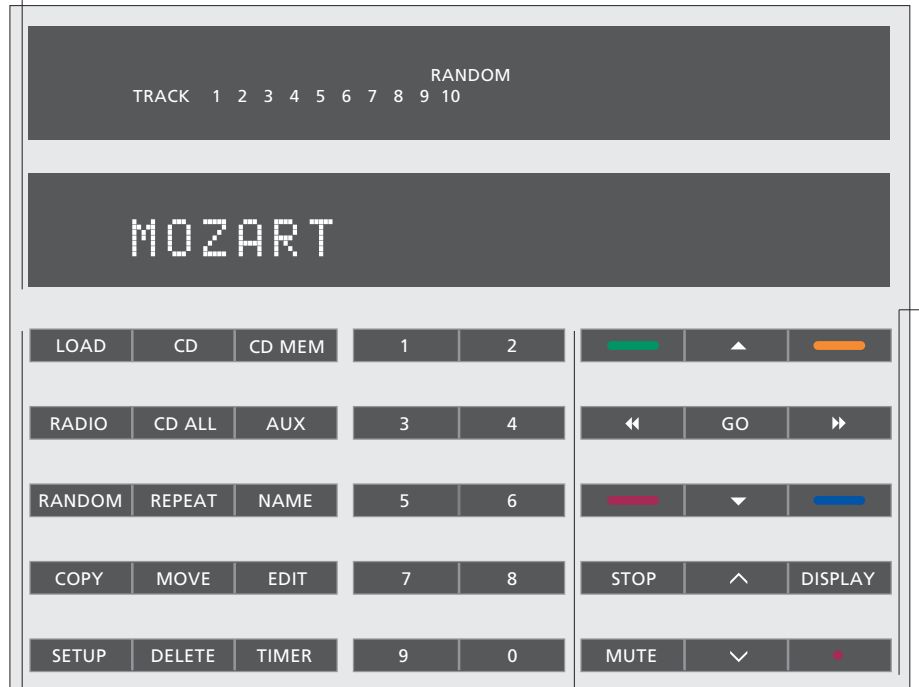 RANDOM
TRACK 1 2 3 4 5 6 7 8 9 10
MOZART
LOAD CD CD MEM 1 2
RADIO CD ALL AUX 3 4 GO
RANDOM REPEAT NAME 5 6
COPY MOVE EDIT 7 8 STOP DISPLAY
SETUP DELETE TIMER 9 0 MUTE